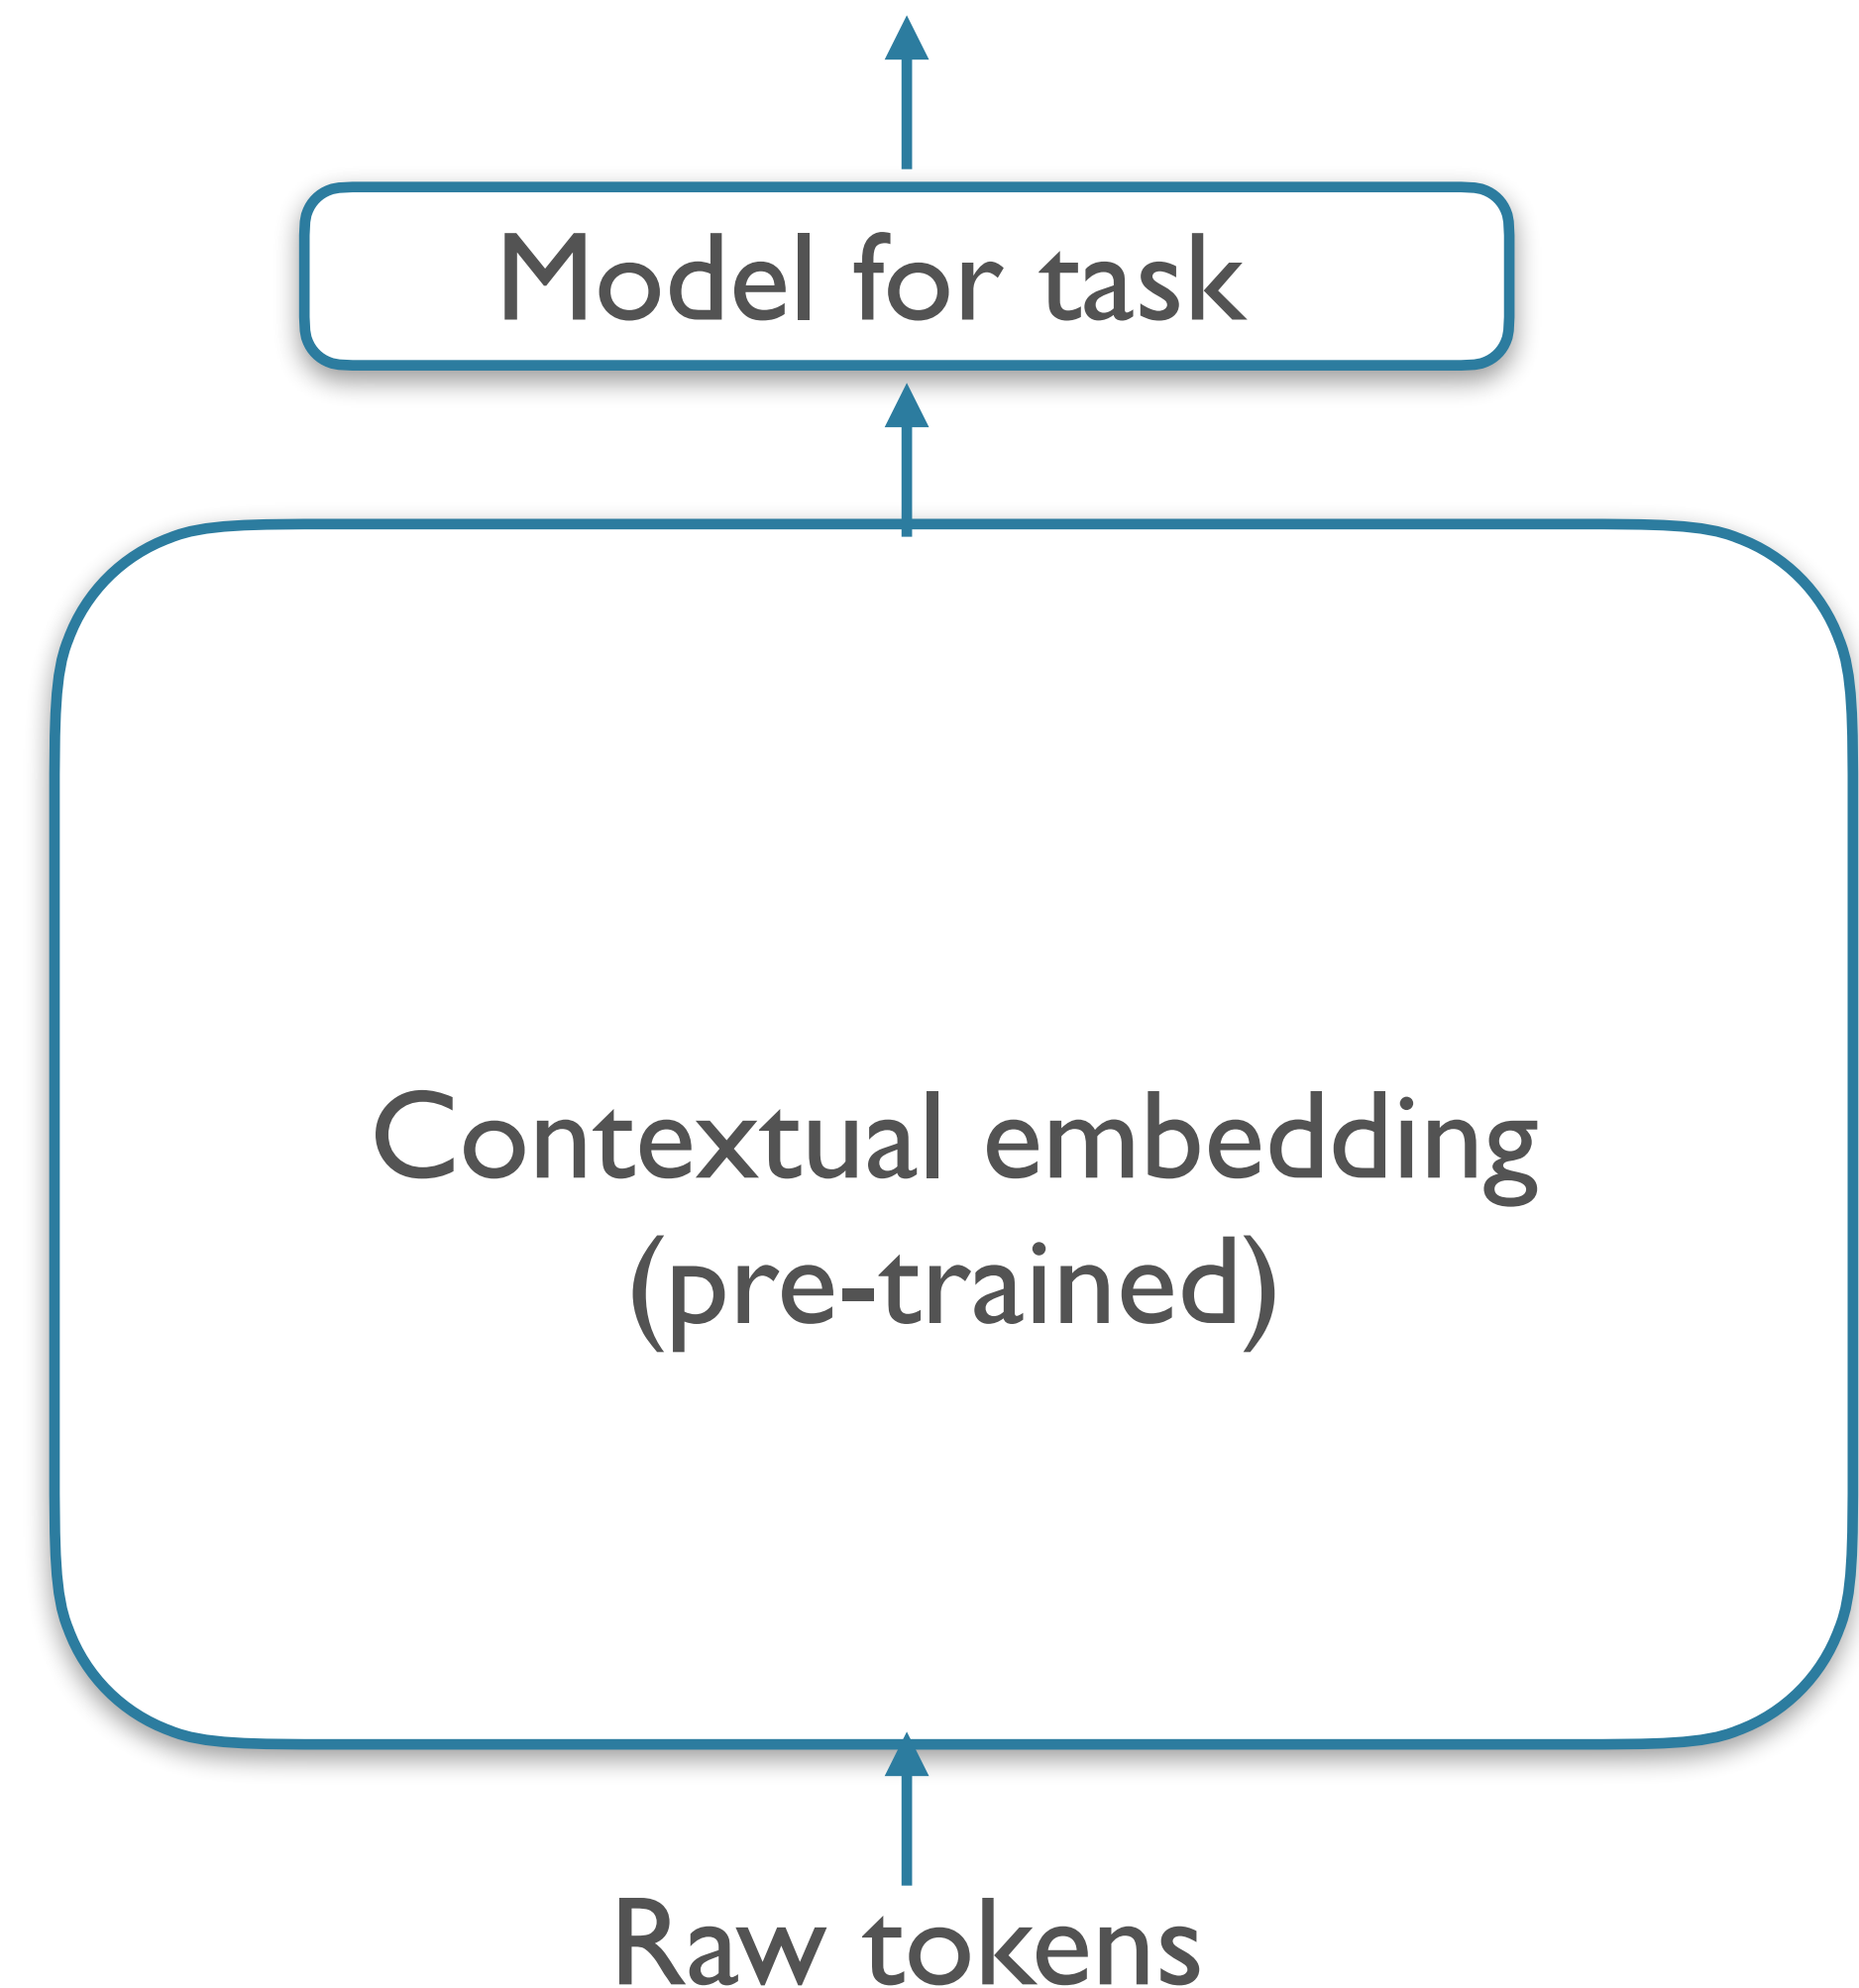 Model for task
Contextual embedding
(pre-trained)
Raw tokens